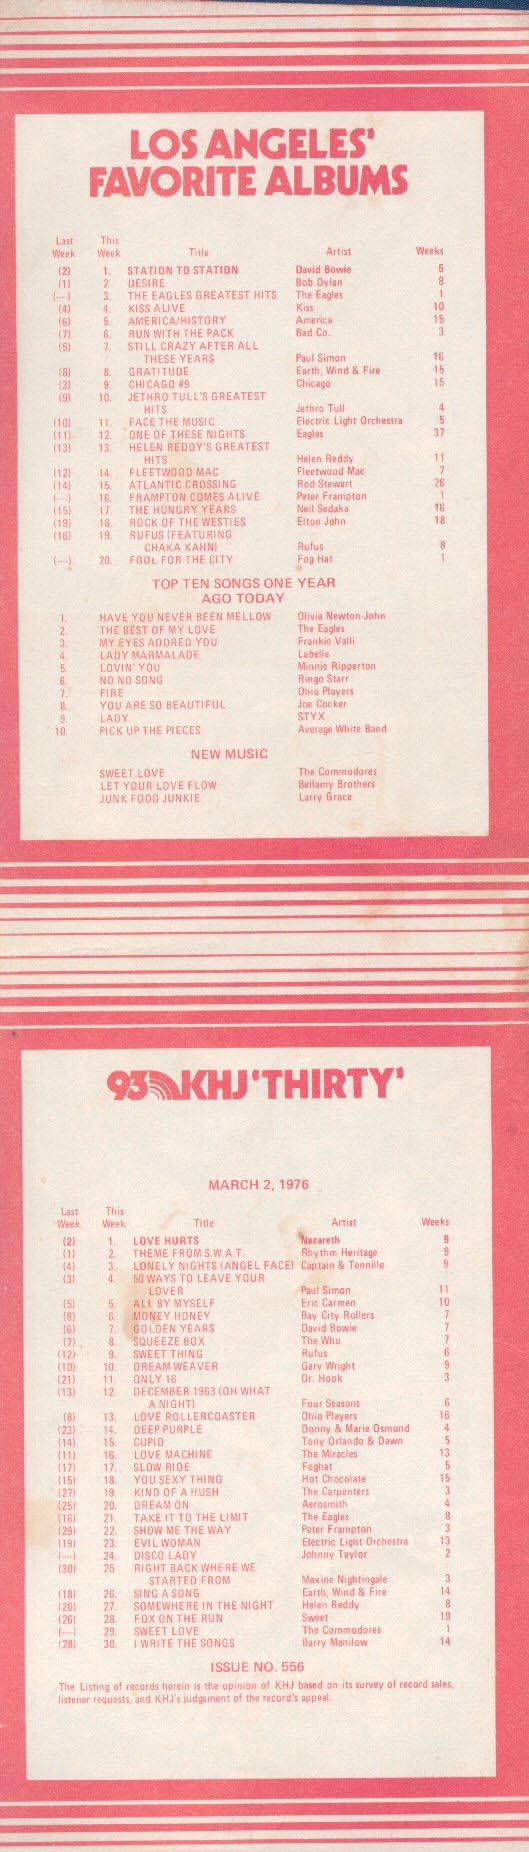 LOS ANGELES'
FAVORITE ALBUMS
Last This
Week Week Title Artist Weeks
(2) 1. STATION TO STATION David Bowie 5
(1) 2. DESIRE Bob Dylan 8
(----) 3. THE EAGLES GREATEST HITS The Eagles 1
(4) 4. KISS ALIVE Kiss 10
(6) 5. AMERICA/HISTORY America 15
(7) 6. RUN WITH THE PACK Bad Co. 3
(5) 7. STILL CRAZY AFTER ALL
THESE YEARS Paul Simon 16
(8) 8. GRATITUDE Earth, Wind & Fire 15
(3) 9. CHICAGO #9 Chicago 15
(9) 10. JETHRO TULL'S GREATEST
HITS Jethro Tull 4
(10) 11. FACE THE MUSIC Electric Light Orchestra 5
(11) 12. ONE OF THESE NIGHTS Eagles 37
(13) 13. HELEN REDDY'S GREATEST
HITS Helen Reddy 11
(12) 14. FLEETWOOD MAC Fleetwood Mac 7
(14) 15. ATLANTIC CROSSING Rod Stewart 26
(----) 16. FRAMPTON COMES ALIVE Peter Frampton 1
(15) 17. THE HUNGRY YEARS Neil Sedaka 16
(19) 18. ROCK OF THE WESTIES Elton John 18
(16) 19. RUFUS (FEATURING
CHAKA KAHN) Rufus 8
(----) 20. FOOL FOR THE CITY Fog Hat 1
TOP TEN SONGS ONE YEAR
AGO TODAY
1. HAVE YOU NEVER BEEN MELLOW Olivia Newton-John
2. THE BEST OF MY LOVE The Eagles
3. MY EYES ADORED YOU Frankie Valli
4. LADY MARMALADE Labelle
5. LOVIN' YOU Minnie Ripperton
6. NO NO SONG Ringo Starr
7. FIRE Ohio Players
8. YOU ARE SO BEAUTIFUL Joe Cocker
9. LADY STYX
10. PICK UP THE PIECES Average White Band
NEW MUSIC
SWEET LOVE The Commodores
LET YOUR LOVE FLOW Bellamy Brothers
JUNK FOOD JUNKIE Larry Groce
93 KHJ 'THIRTY'
MARCH 2, 1976
Last This
Week Week Title Artist Weeks
(2) 1. LOVE HURTS Nazareth 9
(1) 2. THEME FROM S.W.A.T. Rhythm Heritage 9
(4) 3. LONELY NIGHTS (ANGEL FACE) Captain & Tennille 9
(3) 4. 50 WAYS TO LEAVE YOUR
LOVER Paul Simon 11
(5) 5. ALL BY MYSELF Eric Carmen 10
(9) 6. MONEY HONEY Bay City Rollers 7
(6) 7. GOLDEN YEARS David Bowie 7
(7) 8. SQUEEZE BOX The Who 7
(12) 9. SWEET THING Rufus 6
(10) 10. DREAM WEAVER Gary Wright 9
(21) 11. ONLY 16 Dr. Hook 3
(13) 12. DECEMBER 1963 (OH WHAT
A NIGHT) Four Seasons 6
(8) 13. LOVE ROLLERCOASTER Ohio Players 16
(23) 14. DEEP PURPLE Donny & Marie Osmond 4
(14) 15. CUPID Tony Orlando & Dawn 5
(11) 16. LOVE MACHINE The Miracles 13
(17) 17. SLOW RIDE Foghat 5
(15) 18. YOU SEXY THING Hot Chocolate 15
(27) 19. KIND OF A HUSH The Carpenters 3
(25) 20. DREAM ON Aerosmith 4
(16) 21. TAKE IT TO THE LIMIT The Eagles 8
(29) 22. SHOW ME THE WAY Peter Frampton 3
(19) 23. EVIL WOMAN Electric Light Orchestra 13
(----) 24. DISCO LADY Johnny Taylor 2
(30) 25 RIGHT BACK WHERE WE
STARTED FROM Maxine Nightingale 3
(18) 26. SING A SONG Earth, Wind & Fire 14
(20) 27. SOMEWHERE IN THE NIGHT Helen Reddy 8
(26) 28. FOX ON THE RUN Sweet 19
(----) 29. SWEET LOVE The Commodores 1
(28) 30. I WRITE THE SONGS Barry Manilow 14
ISSUE NO. 556
The Listing of records herein is the opinion of KHJ based on its survey of record sales,
listener requests, and KHJ's judgement of the record's appeal.